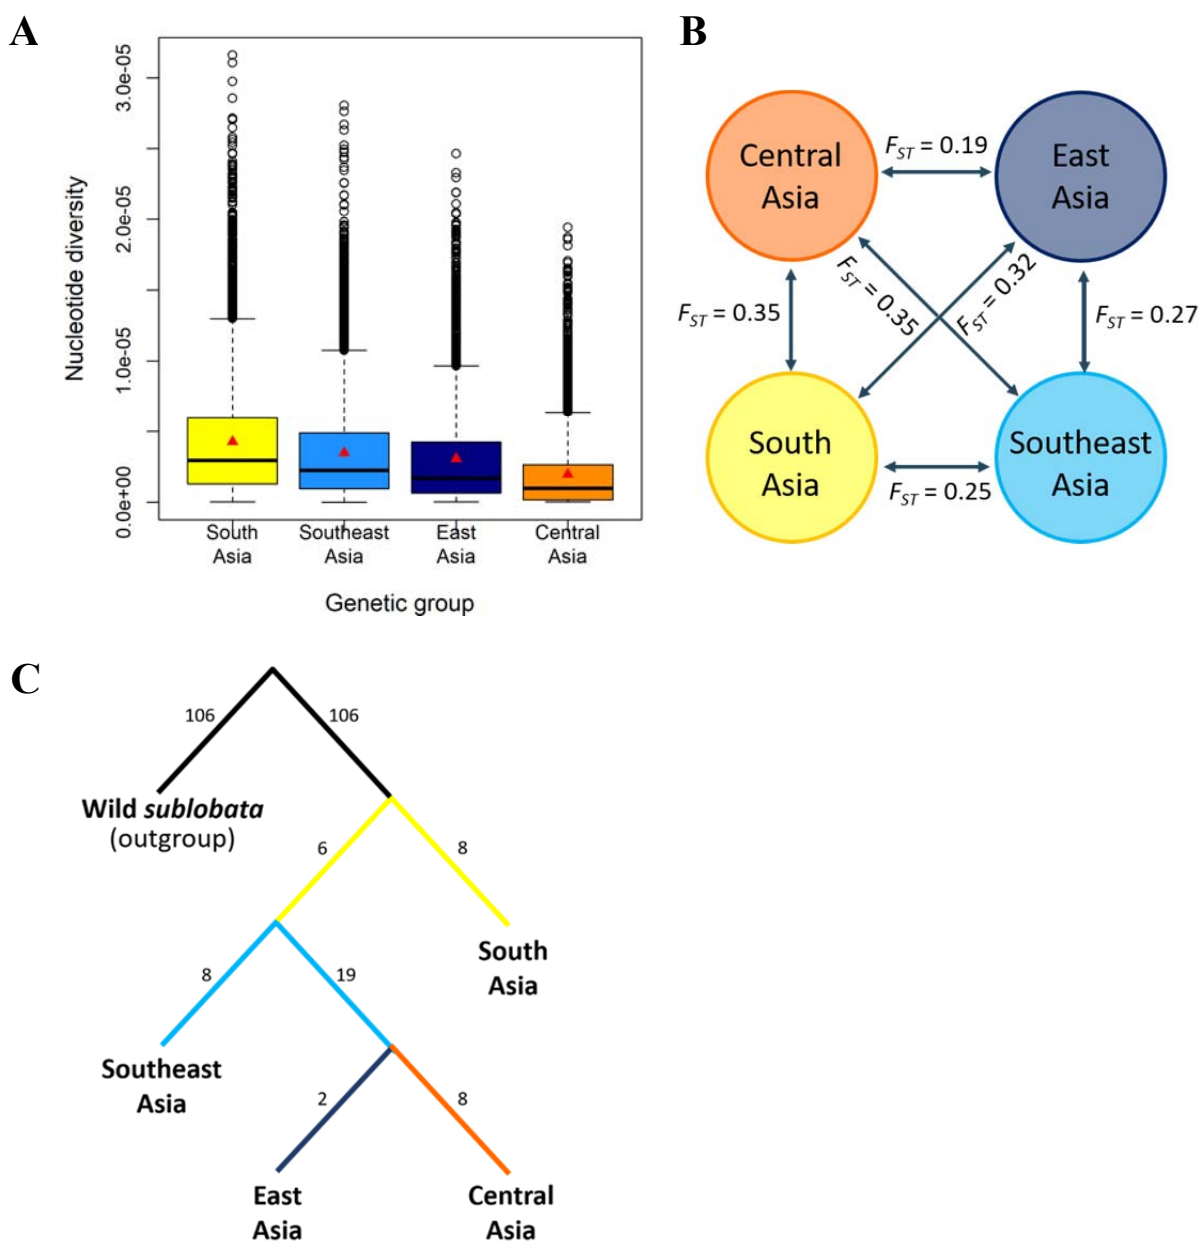 A
Nucleotide diversity
3.0e-05
2.0e-05
1.0e-05
0.0e+00
South
Asia
Southeast
Asia
East
Asia
Central
Asia
Genetic group
B
Central
Asia
East
Asia
South
Asia
Southeast
Asia
FST = 0.19
FST = 0.35
FST = 0.35
FST = 0.32
FST = 0.27
FST = 0.25
C
106
106
Wild sublobata
(outgroup)
6
8
South
Asia
8
19
Southeast
Asia
2
8
East
Asia
Central
Asia